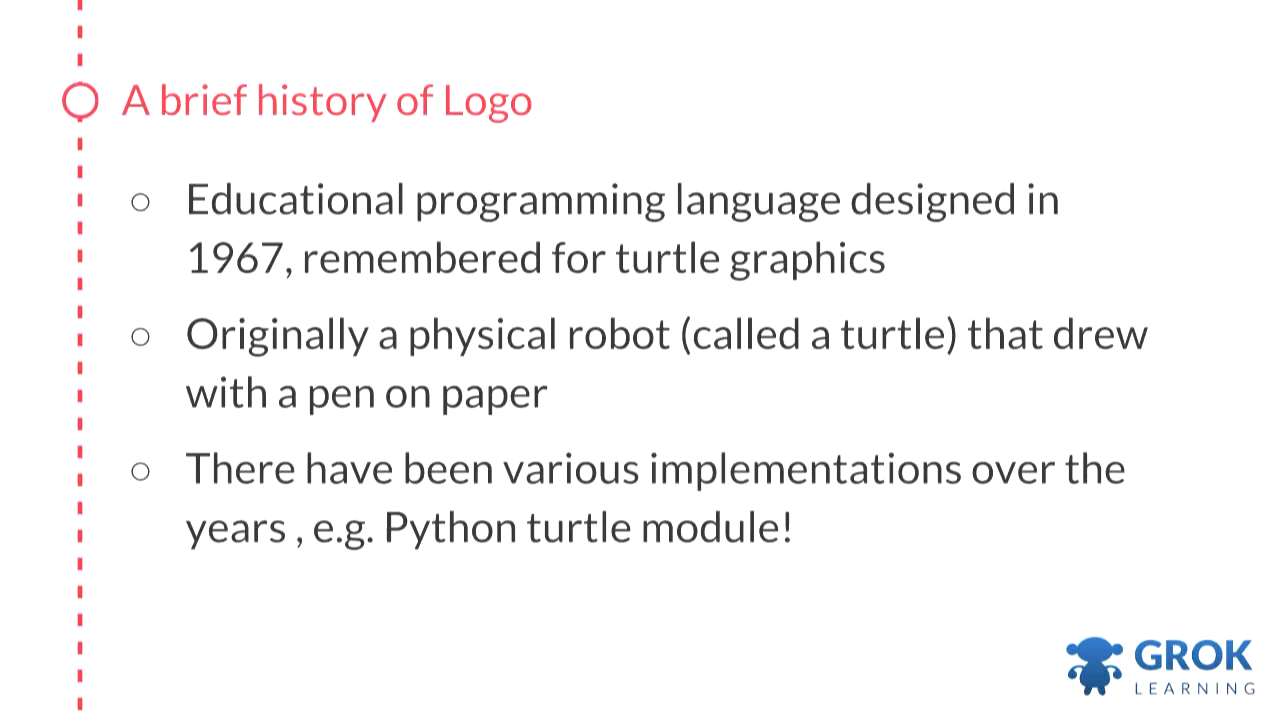 A brief history of Logo
Educational programming language designed in
1967, remembered for turtle graphics
Originally a physical robot (called a turtle) that drew
with a pen on paper
There have been various implementations over the
years , e.g. Python turtle module!
GROK
LEARNING